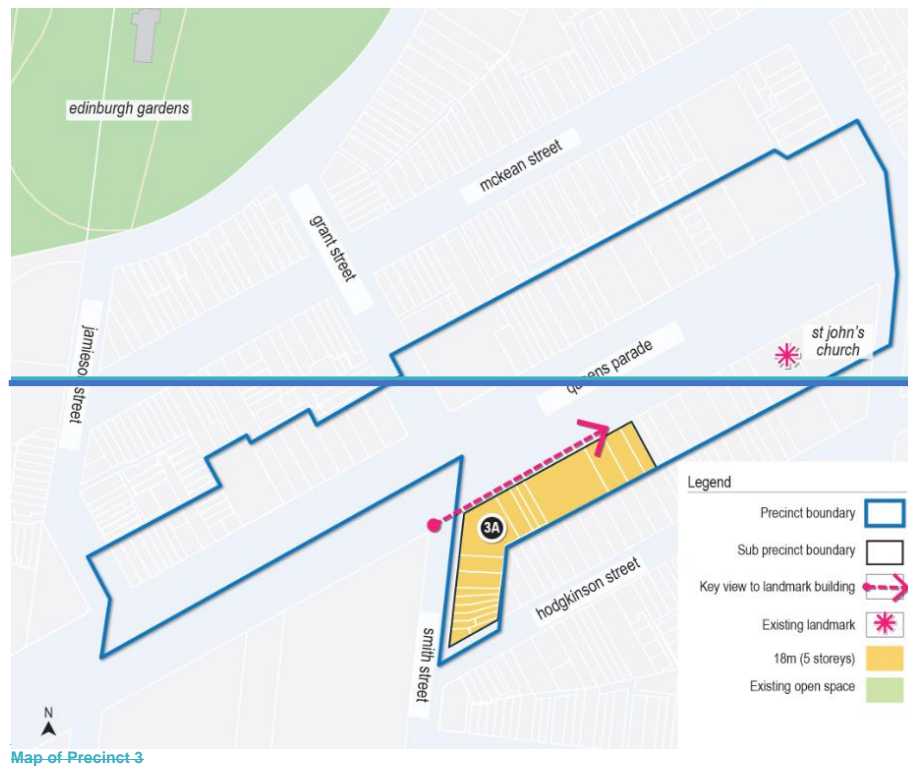 edinburgh gardens
mckean street
grant street
jamieson street
st john's
church
queens parade
3A
hodgkinson street
smith street
Legend
Precinct boundary
Sub precinct boundary
Key view to landmark building
Existing landmark
18m (5 storeys)
Existing open space
N
Map of Precinct 3